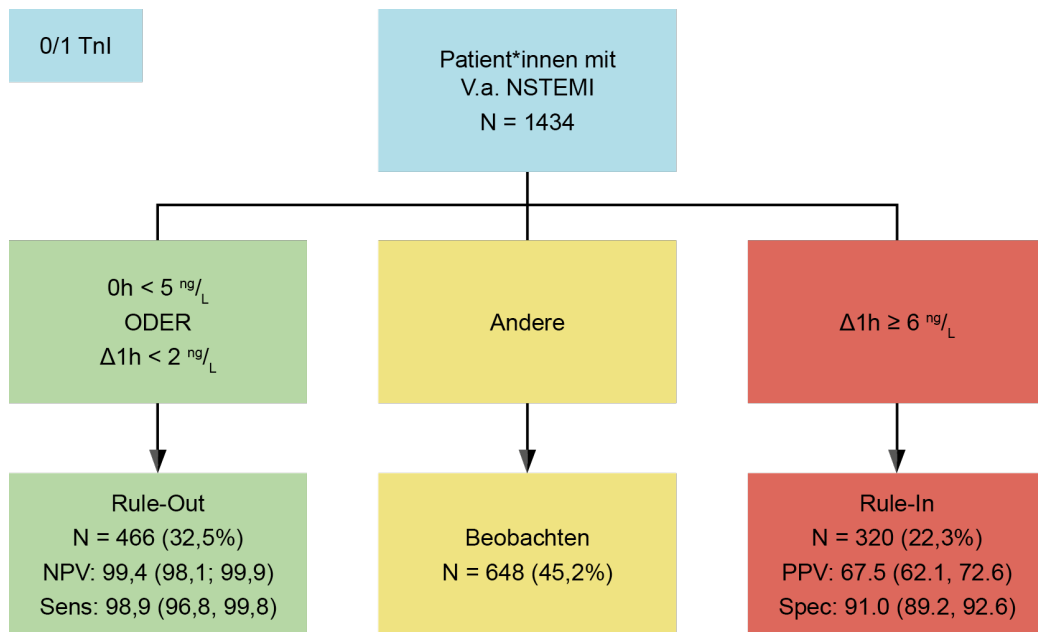 0/1 TnI
Patient*innen mit
V.a. NSTEMI
N = 1434
0h < 5 ng/L
ODER
Δ1h < 2 ng/L
Andere
Δ1h ≥ 6 ng/L
Rule-Out
N = 466 (32,5%)
NPV: 99,4 (98,1; 99,9)
Sens: 98,9 (96,8, 99,8)
Beobachten
N = 648 (45,2%)
Rule-In
N = 320 (22,3%)
PPV: 67.5 (62.1, 72.6)
Spec: 91.0 (89.2, 92.6)